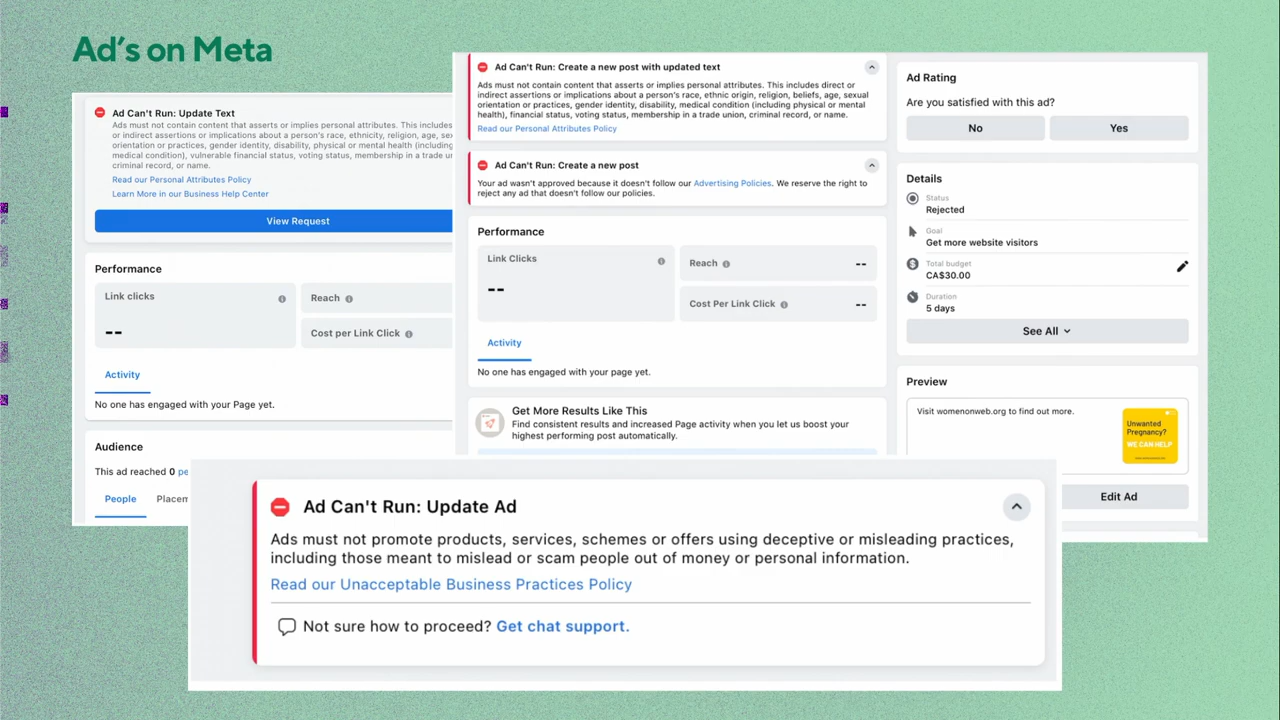 Ad's on Meta
Ad Can't Run: Update Text
Ads must not contain content that asserts or implies personal attributes. This includes
or indirect assertions or implications about a person's race, ethnicity, religion, age,
orientation or practices, gender identity, disability, physical or mental health (including
medical condition), vulnerable financial status, voting status, membership in a trade
criminal record, or name.
Read our Personal Attributes Policy
Learn More in our Business Help Center
View Request
Performance
Link clicks
--
Reach
Cost per Link Click
Activity
No one has engaged with your Page yet.
Audience
This ad reached 0
People
Ad Can't Run: Create a new post with updated text
Ads must not contain content that asserts or implies personal attributes. This includes direct or
indirect assertions or implications about a person's race, ethnic origin, religion, beliefs, age, sexual
orientation or practices, gender identity, disability, medical condition (including physical or mental
health), financial status, voting status, membership in a trade union, criminal record, or name.
Read our Personal Attributes Policy
Ad Can't Run: Create a new post
Your ad wasn't approved because it doesn't follow our Advertising Policies. We reserve the right to
reject any ad that doesn't follow our policies.
Performance
Link Clicks
--
Reach --
Cost Per Link Click --
Activity
No one has engaged with your page yet.
Get More Results Like This
Find consistent results and increased Page activity when you let us boost your
highest performing post automatically.
Ad Rating
Are you satisfied with this ad?
No Yes
Details
Status
Rejected
Goal
Get more website visitors
Total budget
CA$30.00
Duration
5 days
See All
Preview
Visit womenonweb.org to find out more.
Unwanted
Pregnancy?
WE CAN HELP
Edit Ad
Ad Can't Run: Update Ad
Ads must not promote products, services, schemes or offers using deceptive or misleading practices,
including those meant to mislead or scam people out of money or personal information.
Read our Unacceptable Business Practices Policy
Not sure how to proceed? Get chat support.